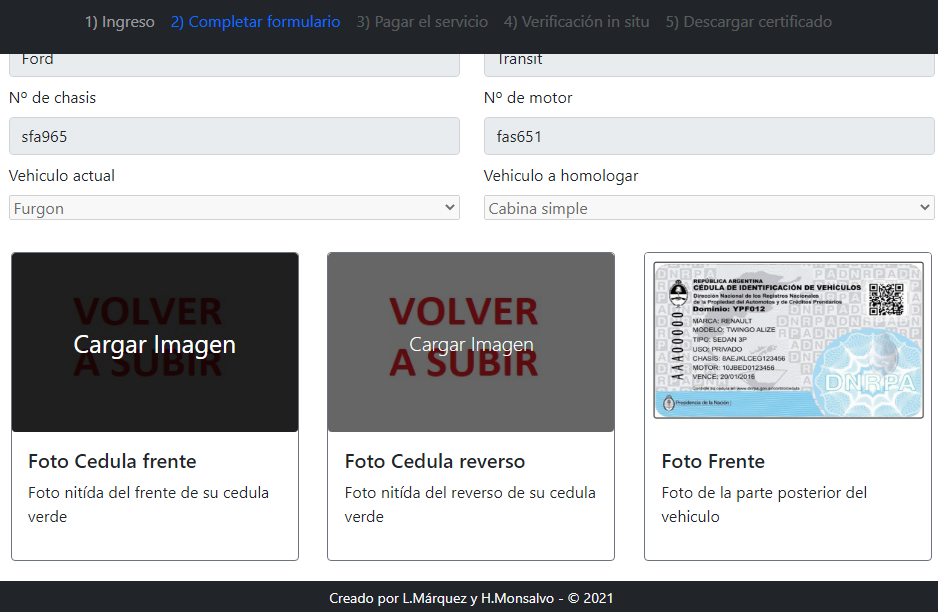 1) Ingreso 2) Completar formulario 3) Pagar el servicio 4) Verificación in situ 5) Descargar certificado
Ford Transit
Nº de chasis Nº de motor
sfa965 fas651
Vehiculo actual Vehiculo a homologar
Furgon Cabina simple
VOLVER
A SUBIR
Cargar Imagen
VOLVER
A SUBIR
Cargar Imagen
REPÚBLICA ARGENTINA
CÉDULA DE IDENTIFICACIÓN DE VEHÍCULOS
Dirección Nacional de los Registros Nacionales
de la Propiedad del Automotor y de Créditos Prendarios
Dominio: YPF012
MARCA: RENAULT
MODELO: TWINGO ALIZE
TIPO: SEDAN 3P
USO: PRIVADO
CHASIS: 8AEJKLCEG123456
MOTOR: 10JBED0123456
VENCE: 20/01/2016
DNRPA
Presidencia de la Nación
Foto Cedula frente
Foto nitída del frente de su cedula
verde
Foto Cedula reverso
Foto nitída del reverso de su cedula
verde
Foto Frente
Foto de la parte posterior del
vehiculo
Creado por L.Márquez y H.Monsalvo - © 2021